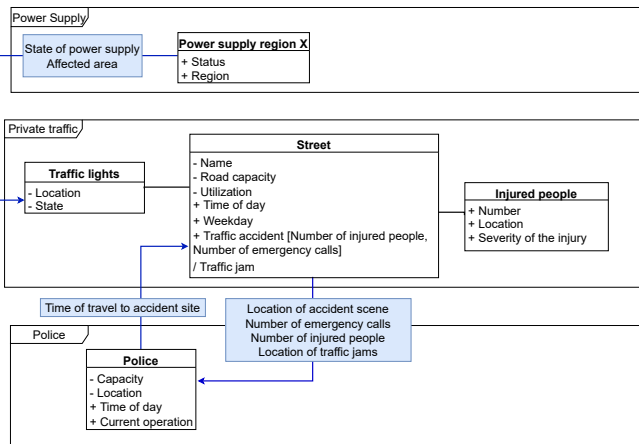 Power Supply
State of power supply
Affected area
Power supply region X
+ Status
+ Region
Private traffic
Traffic lights
- Location
- State
Street
- Name
- Road capacity
- Utilization
+ Time of day
+ Weekday
+ Traffic accident [Number of injured people,
Number of emergency calls]
/ Traffic jam
Injured people
+ Number
+ Location
+ Severity of the injury
Time of travel to accident site
Location of accident scene
Number of emergency calls
Number of injured people
Location of traffic jams
Police
Police
- Capacity
- Location
+ Time of day
+ Current operation